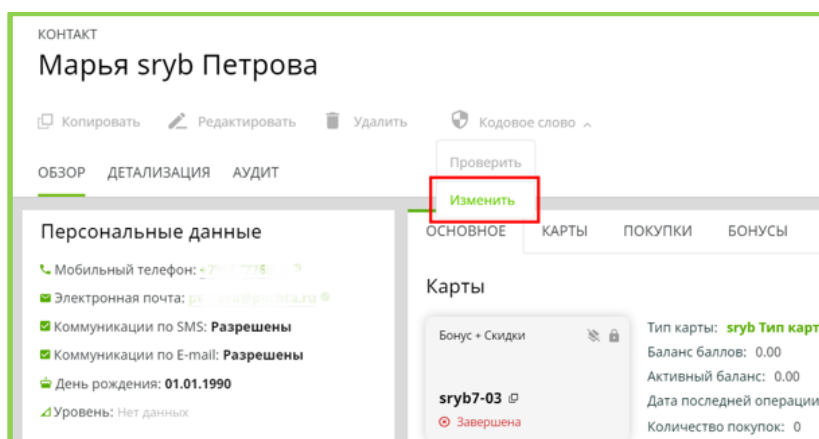 КОНТАКТ
Марья sryb Петрова
Копировать Редактировать Удалить Кодовое слово
Проверить
Изменить
ОБЗОР ДЕТАЛИЗАЦИЯ АУДИТ
Персональные данные
Мобильный телефон:
Электронная почта:
Коммуникации по SMS: Разрешены
Коммуникации по E-mail: Разрешены
День рождения: 01.01.1990
Уровень: Нет данных
ОСНОВНОЕ КАРТЫ ПОКУПКИ БОНУСЫ
Карты
Бонус + Скидки
sryb7-03
Завершена
Тип карты: sryb Тип карт
Баланс баллов: 0.00
Активный баланс: 0.00
Дата последней операции
Количество покупок: 0